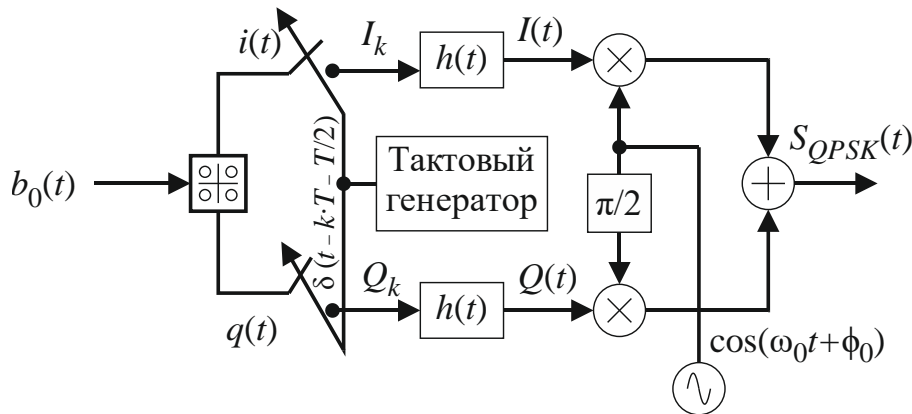 i(t)
I_k
h(t)
I(t)
×
b_0(t)
δ (t – k·T – T/2)
Тактовый
генератор
π/2
S_QPSK(t)
+
q(t)
Q_k
h(t)
Q(t)
×
cos(ω_0t+ϕ_0)